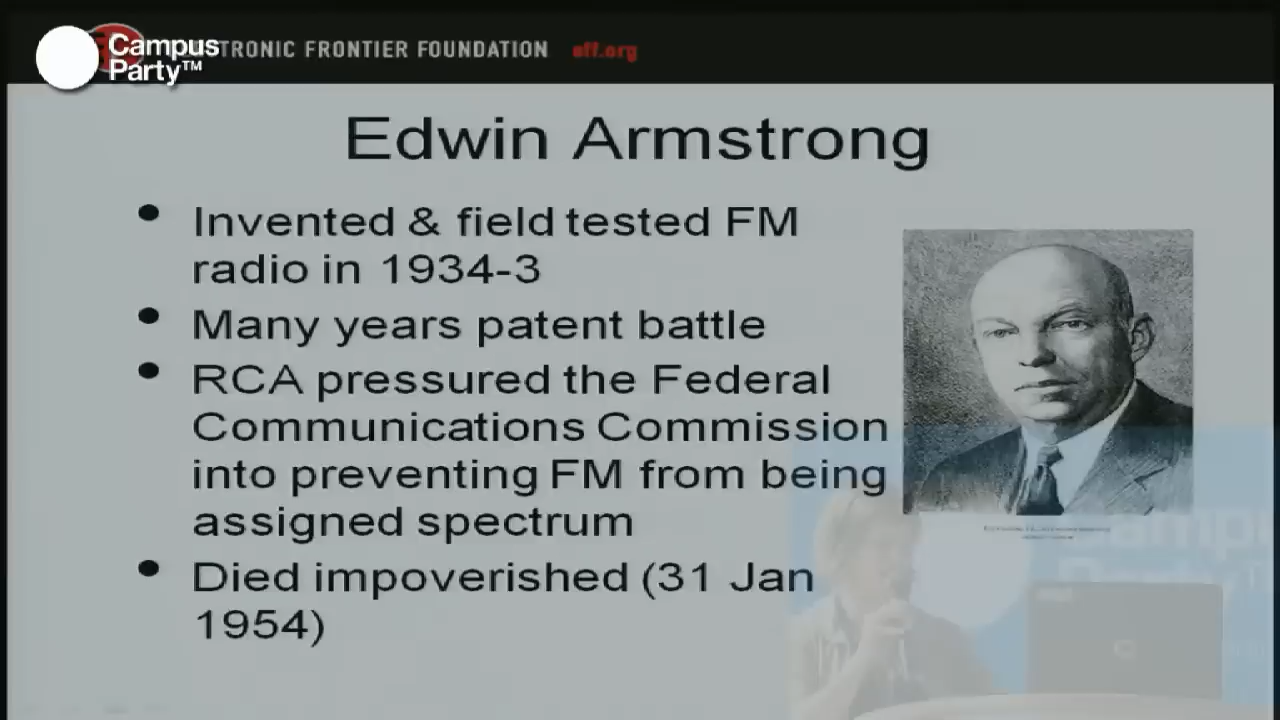 Campus
Party™
TRONIC FRONTIER FOUNDATION eff.org
Edwin Armstrong
• Invented & field tested FM
radio in 1934-3
• Many years patent battle
• RCA pressured the Federal
Communications Commission
into preventing FM from being
assigned spectrum
• Died impoverished (31 Jan
1954)